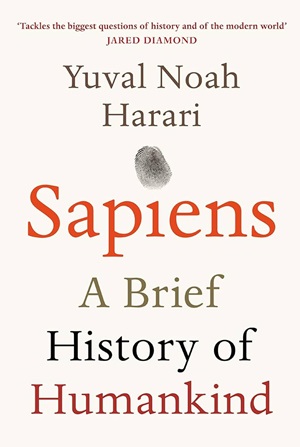 ‘Tackles the biggest questions of history and of the modern world’
JARED DIAMOND
Yuval Noah
Harari
Sapiens
A Brief
History of
Humankind